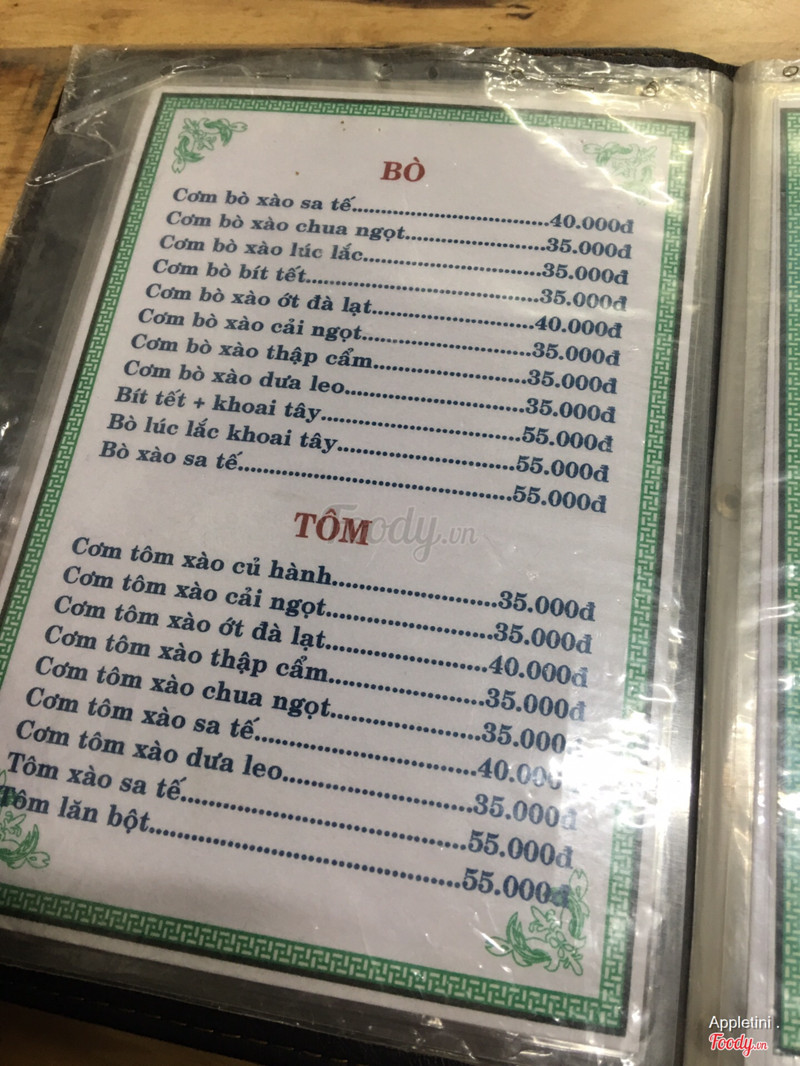 BÒ
Cơm bò xào sa tế........................................40.000đ
Cơm bò xào chua ngọt............................35.000đ
Cơm bò xào lúc lắc...................................35.000đ
Cơm bò bít tết..............................................35.000đ
Cơm bò xào ớt đà lạt................................40.000đ
Cơm bò xào cải ngọt.................................35.000đ
Cơm bò xào thập cẩm..............................35.000đ
Cơm bò xào dưa leo..................................35.000đ
Bít tết + khoai tây......................................55.000đ
Bò lúc lắc khoai tây..................................55.000đ
Bò xào sa tế..................................................55.000đ
TÔM
Foody.vn
Cơm tôm xào củ hành..........................35.000đ
Cơm tôm xào cải ngọt..........................35.000đ
Cơm tôm xào ớt đà lạt.........................40.000đ
Cơm tôm xào thập cẩm.......................35.000đ
Cơm tôm xào chua ngọt......................35.000đ
Cơm tôm xào sa tế................................40.000đ
Cơm tôm xào dưa leo...........................35.000đ
Tôm xào sa tế..........................................55.000đ
Tôm lăn bột..............................................55.000đ
Appletini .
Foody.vn